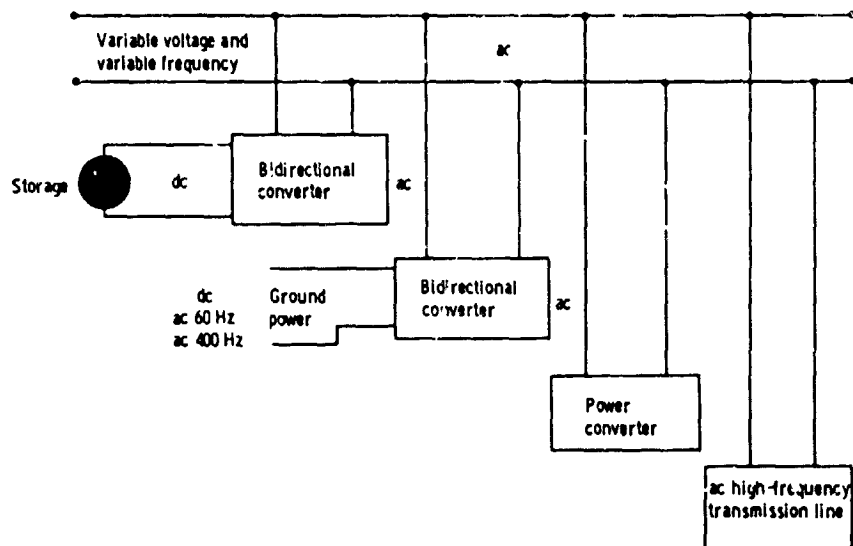 Variable voltage and
variable frequency
ac
Storage
dc
Bidirectional
converter
ac
dc
ac 60 Hz
ac 400 Hz
Ground
power
Bidirectional
converter
ac
Power
converter
ac high-frequency
transmission line